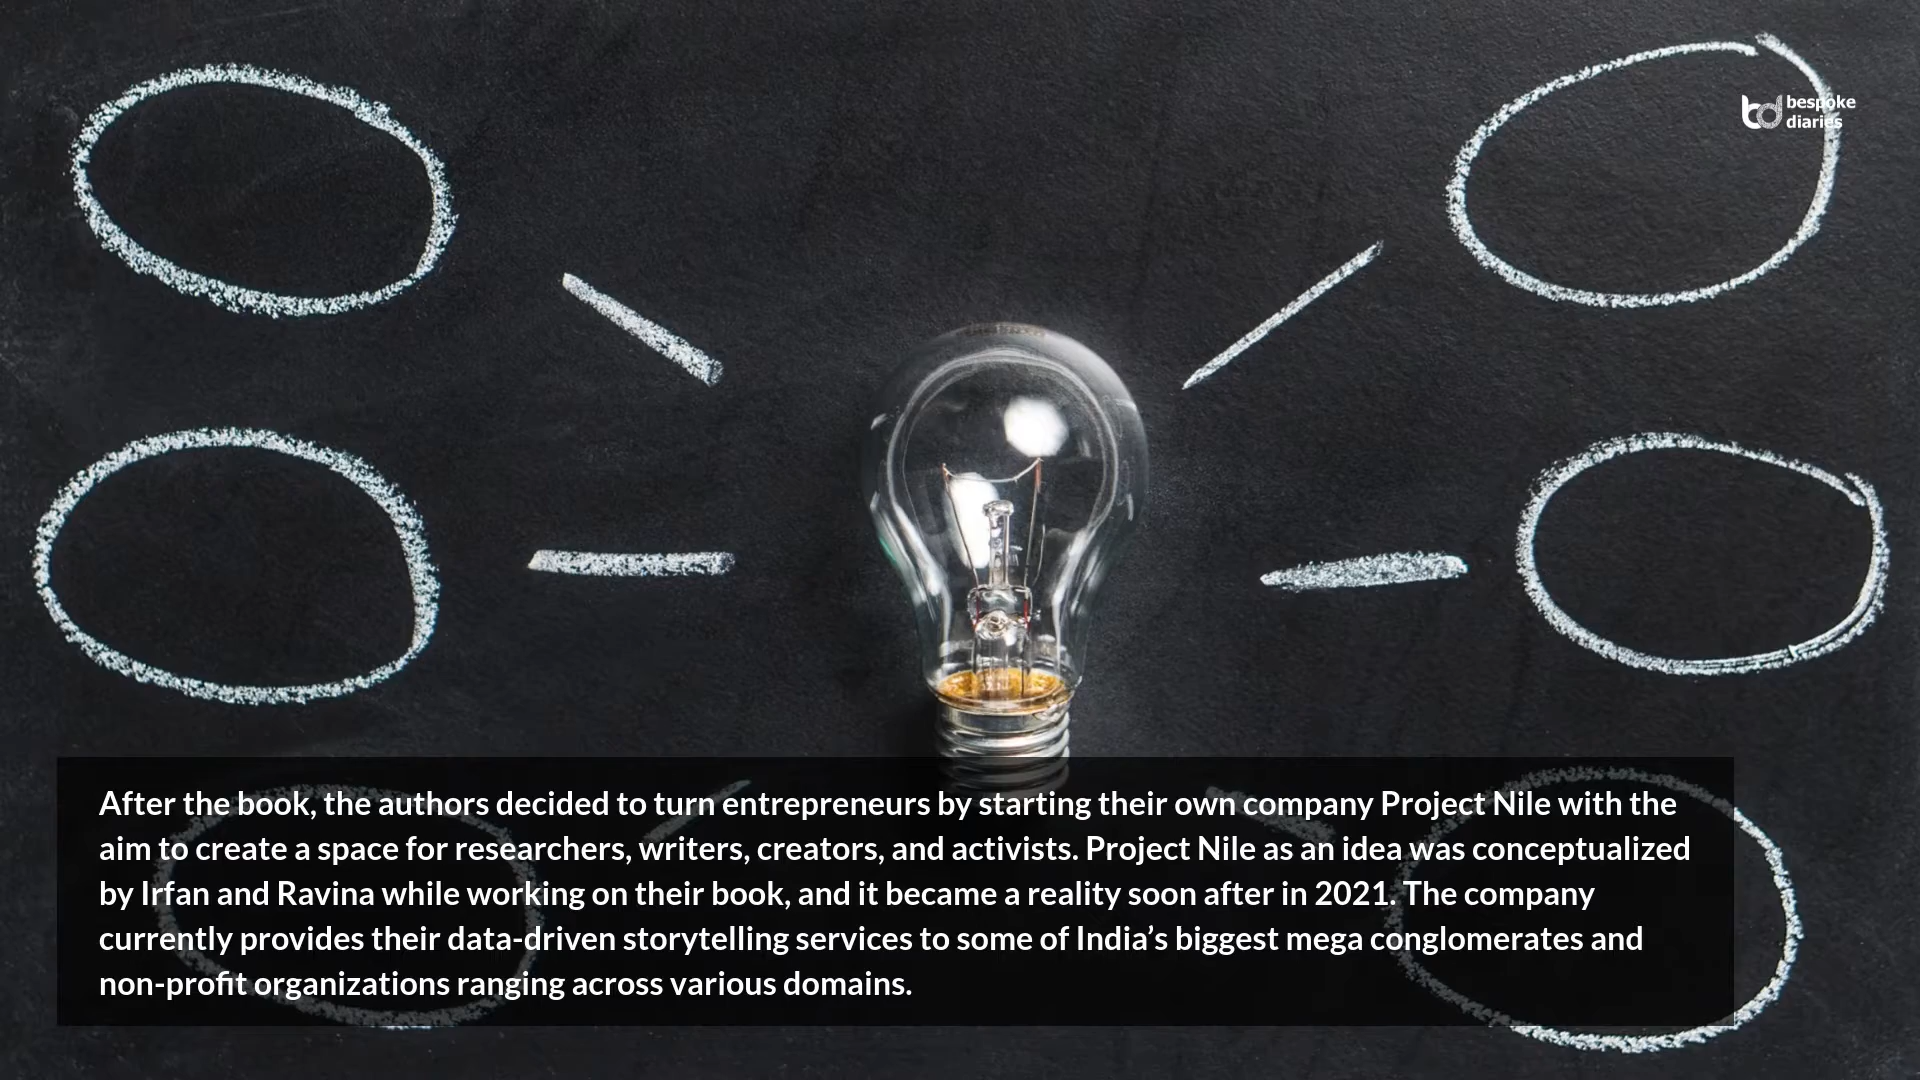 bespoke
diaries
After the book, the authors decided to turn entrepreneurs by starting their own company Project Nile with the
aim to create a space for researchers, writers, creators, and activists. Project Nile as an idea was conceptualized
by Irfan and Ravina while working on their book, and it became a reality soon after in 2021. The company
currently provides their data-driven storytelling services to some of India’s biggest mega conglomerates and
non-profit organizations ranging across various domains.